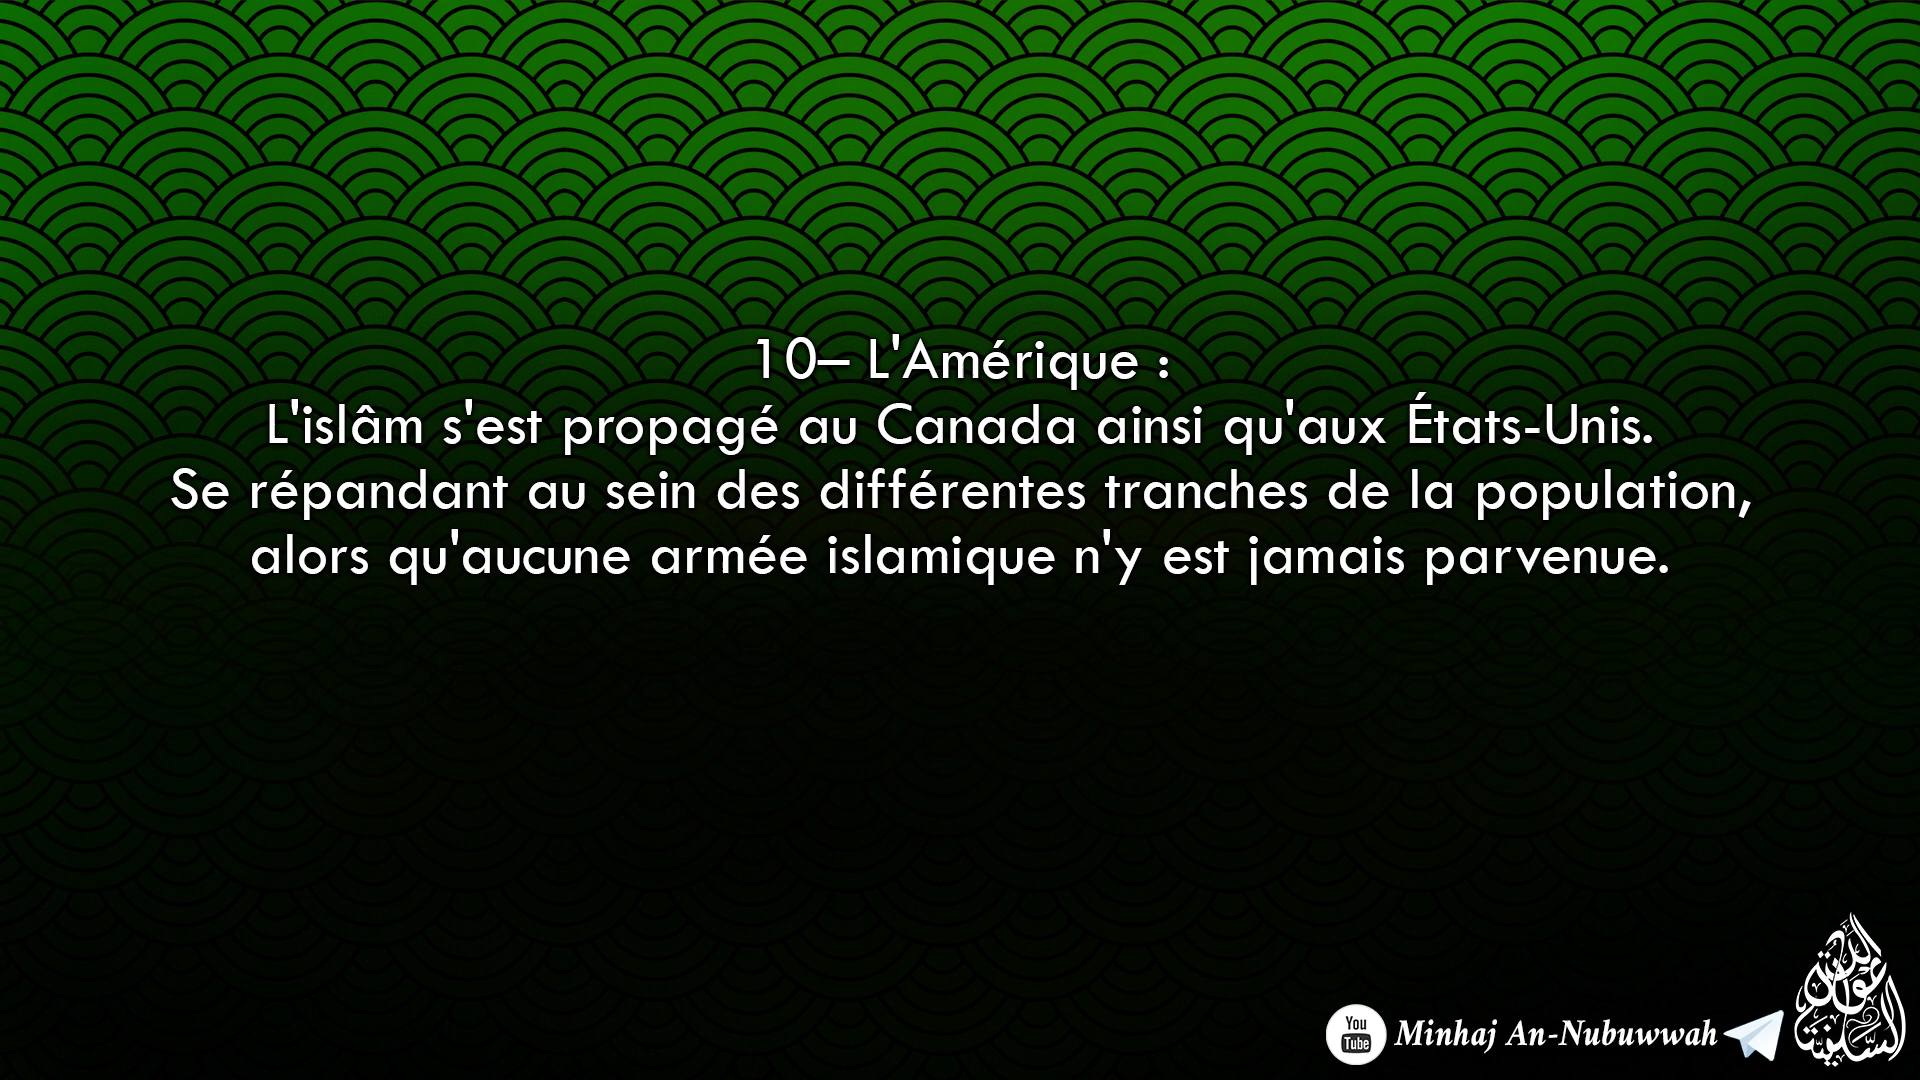 10– L'Amérique :
L'islâm s'est propagé au Canada ainsi qu'aux États-Unis.
Se répandant au sein des différentes tranches de la population,
alors qu'aucune armée islamique n'y est jamais parvenue.
You
Tube
Minhaj An-Nubuwwah